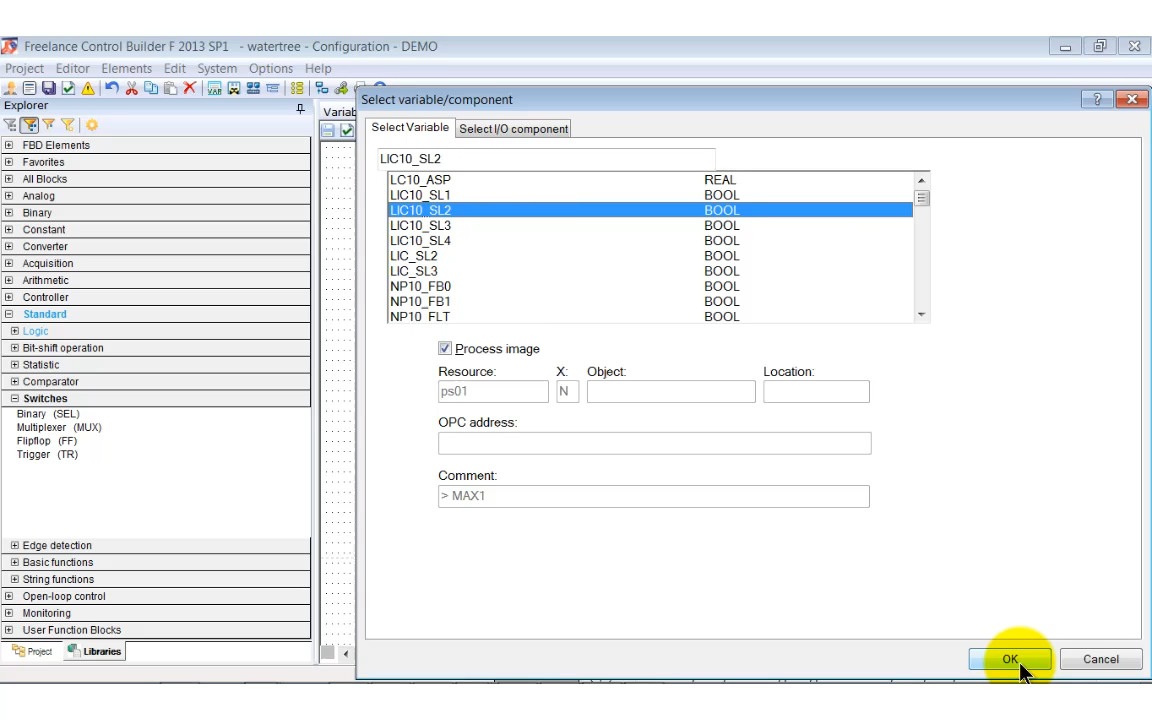 Freelance Control Builder F 2013 SP1 - watertree - Configuration - DEMO
Project Editor Elements Edit System Options Help
Explorer
FBD Elements
Favorites
All Blocks
Analog
Binary
Constant
Converter
Acquisition
Arithmetic
Controller
Standard
Logic
Bit-shift operation
Statistic
Comparator
Switches
Binary (SEL)
Multiplexer (MUX)
Flipflop (FF)
Trigger (TR)
Edge detection
Basic functions
String functions
Open-loop control
Monitoring
User Function Blocks
Project Libraries
Variab
Select variable/component
Select Variable Select I/O component
LIC10_SL2
LC10_ASP REAL
LIC10_SL1 BOOL
LIC10_SL2 BOOL
LIC10_SL3 BOOL
LIC10_SL4 BOOL
LIC_SL2 BOOL
LIC_SL3 BOOL
NP10_FB0 BOOL
NP10_FB1 BOOL
NP10_FLT BOOL
Process image
Resource: X: Object: Location:
ps01 N
OPC address:
Comment:
> MAX1
OK Cancel